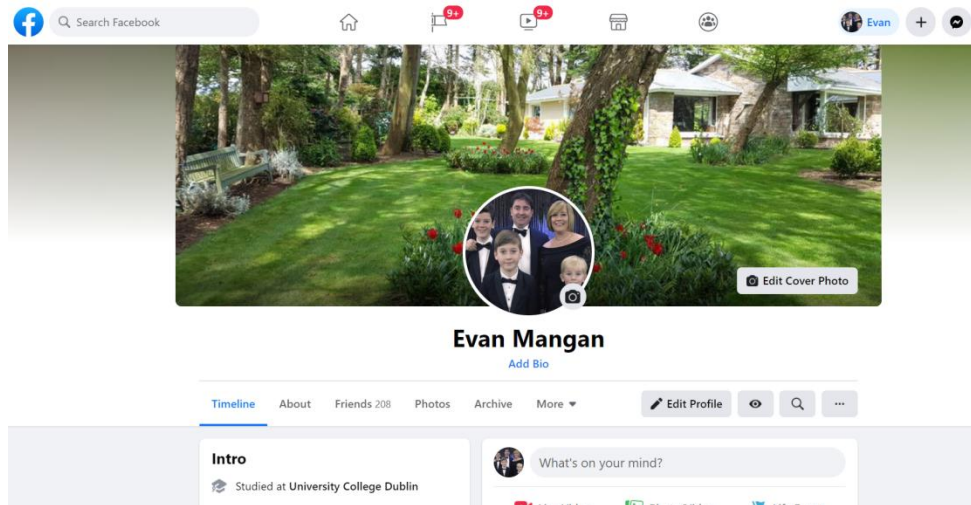 Search Facebook
9+
9+
Evan
Edit Cover Photo
Evan Mangan
Add Bio
Timeline About Friends 208 Photos Archive More
Edit Profile
Intro
What's on your mind?
Studied at University College Dublin